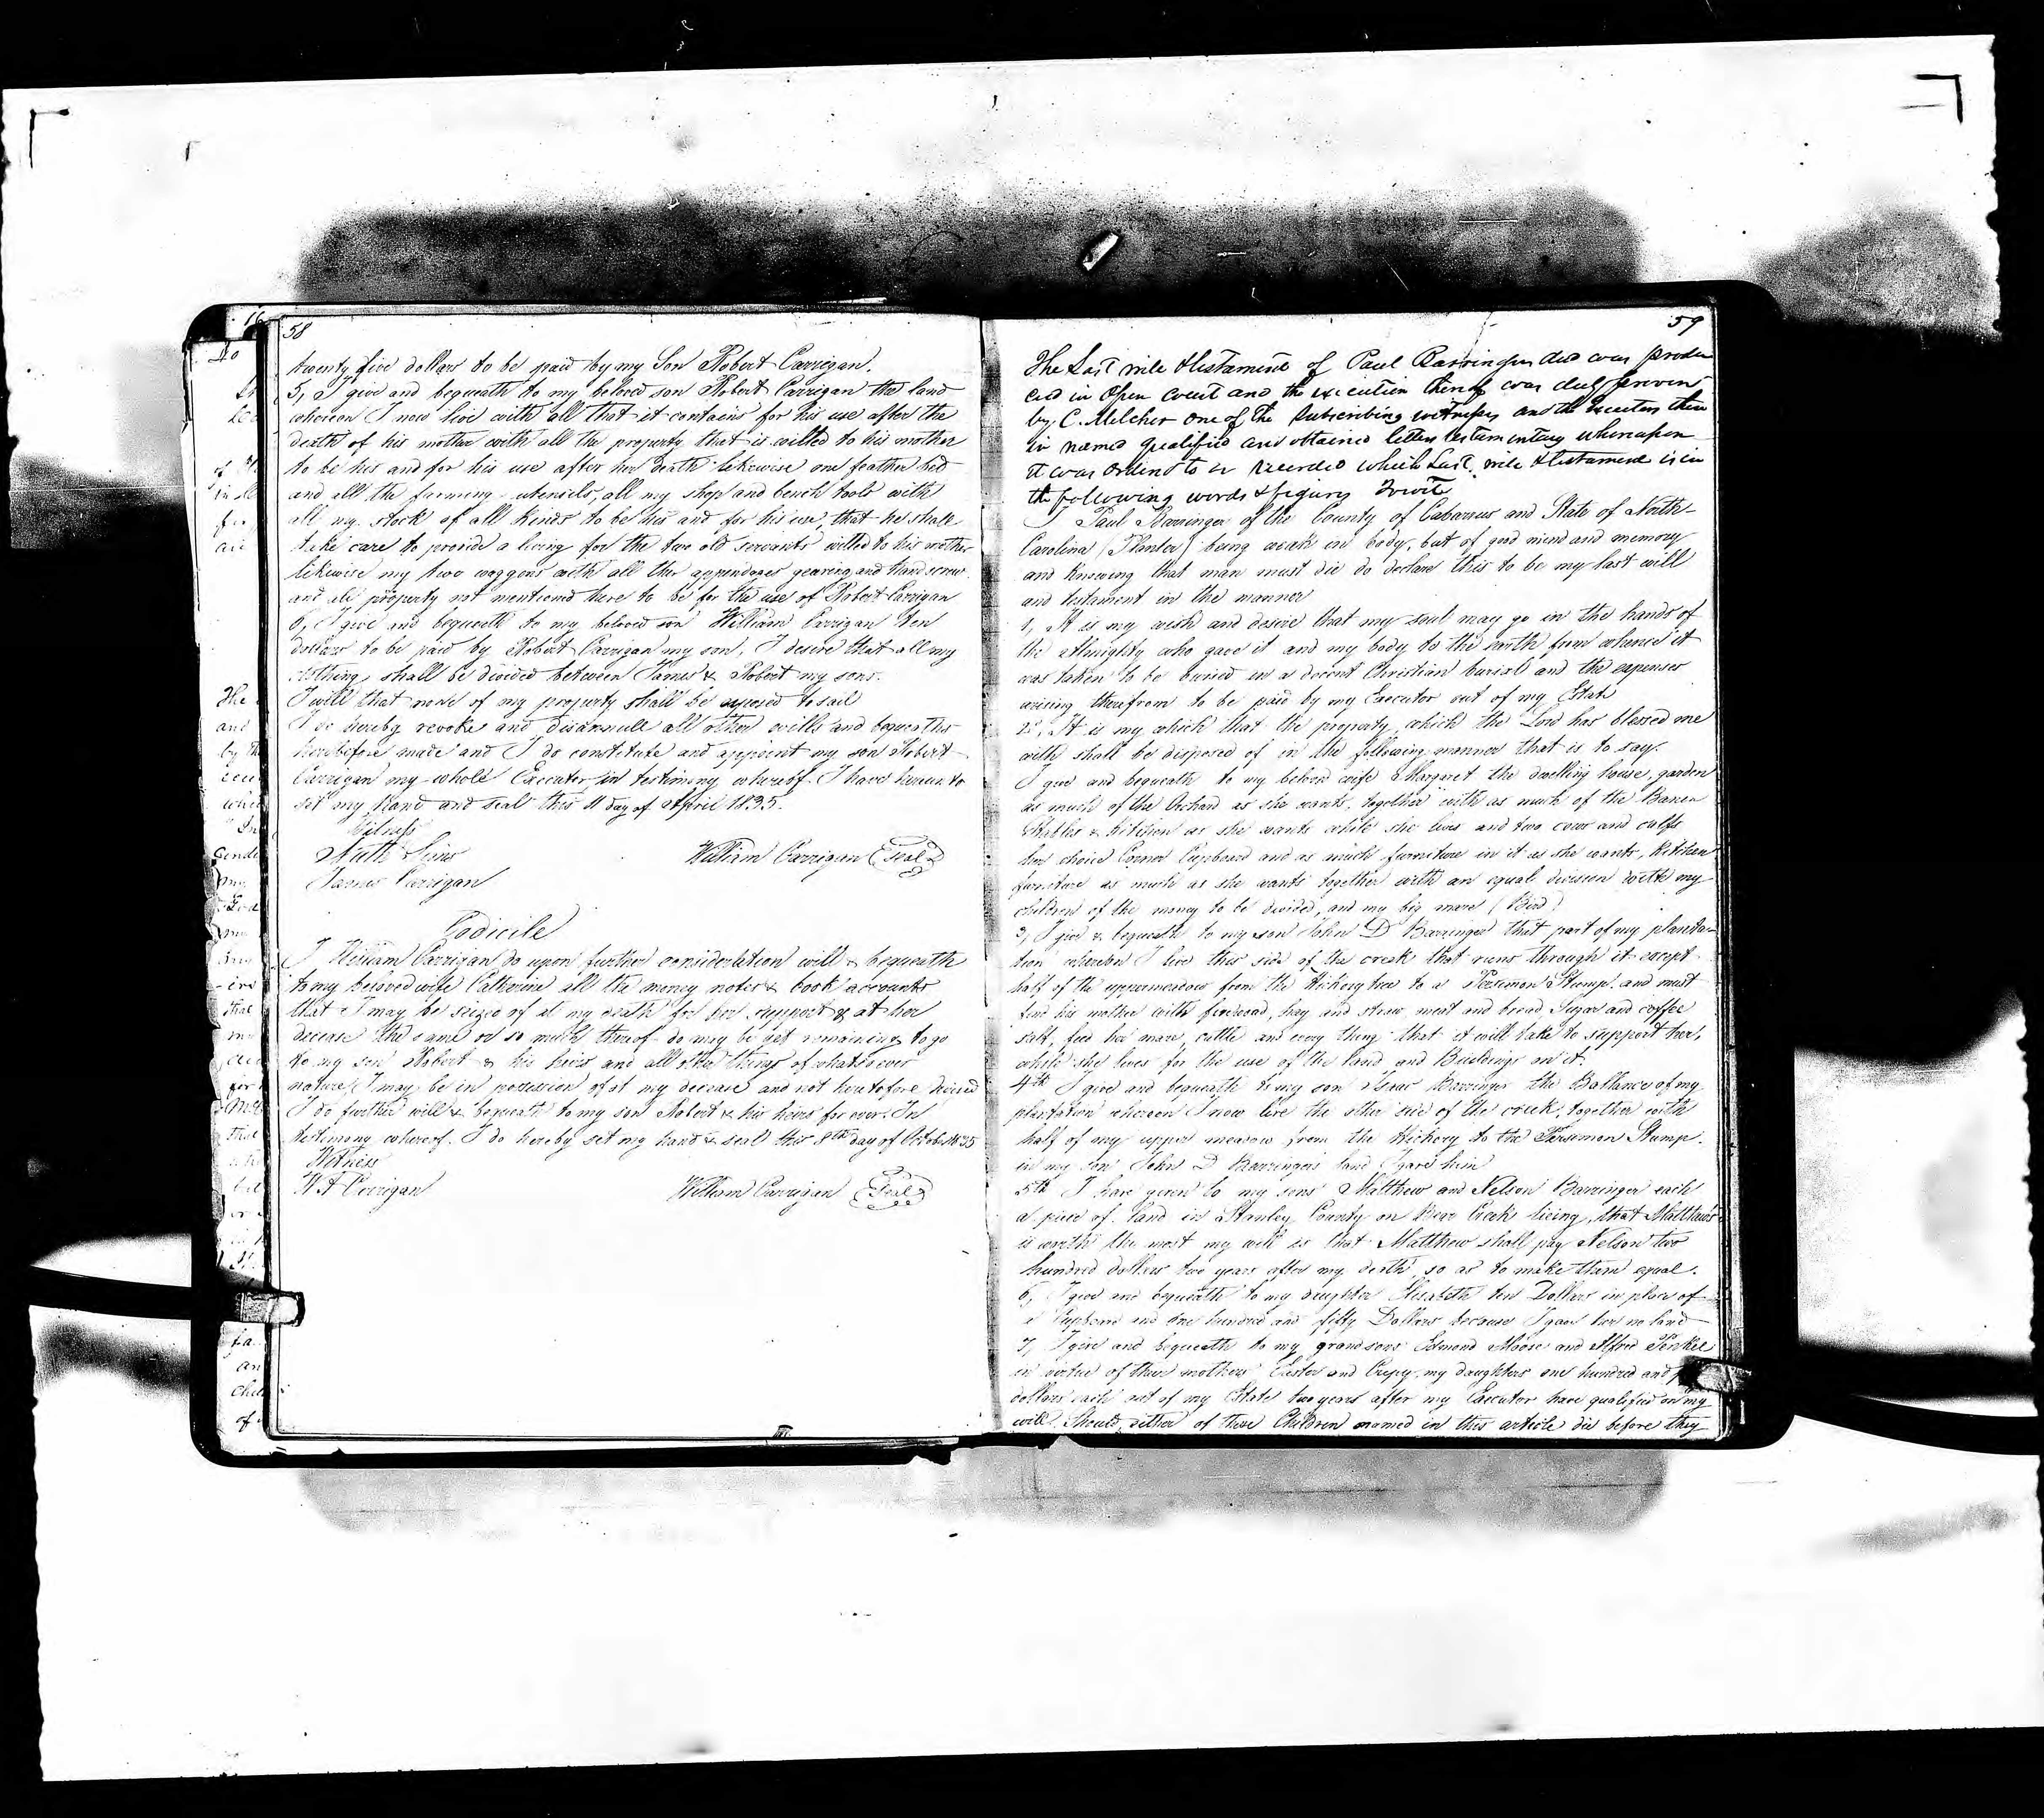 58
twenty five dollars to be paid by my Son Robert Carrigan.
5, I give and bequeath to my beloved son Robert Carrigan the land
whereon I now live with all that it contains for his use after the
death of his mother with all the property that is willed to his mother
to be his and for his use after her death likewise one feather bed
and all the farming utensils, all my shop and bench tools with
all my stock of all kinds to be his and for his use, that he shall
take care to provide a living for the two old servants willed to his mother
likewise my two waggons with all ther appendages gearing and hand screw
and all property not mentioned here to be for the use of Robert Carrigan
6, I give and bequeath to my beloved son William Carrigan ten
dollars to be paid by Robert Carrigan my son, I desire that all my
clothing shall be divided between James & Robert my sons.
I will that none of my property shall be exposed to sail
I do hereby revoke and disannull all other wills and bequeaths
herebefore made and I do constitute and appoint my son Robert
Carrigan my whole Executer in testimony whereof. I have hereunto
set my hand and seal this 11 day of April 1835.
Witness
Sims
William Carrigan (Seal)
James Carrigan
Codicile
I William Carrigan do upon further consideration will & bequeath
to my beloved wife Catherine all the money notes & book accounts
that I may be seized of at my death for her support & at her
decease the same or so much thereof do may be yet remaining to go
to my son Robert & his heirs and all other things of whatsoever
nature I may be in possession of at my decease and not heretofore devised
I do further will & bequeath to my son Robert & his heirs for ever. In
testimony whereof. I do hereby set my hand & seal this 8th day of October 1835
Witness
Carrigan
William Carrigan (Seal)
59
The Last will & testament of Paul Barringer decd was produ
ced in open court and the execution thereof was duly proven
by C. Melcher one of the subscribing witnesses and the Executors there
in named qualified and obtained letters testamentary whereupon
it was ordered to be recorded which Last will & testament is in
the following words & figures Towit
I Paul Barringer of the County of Cabarrus and State of North
Carolina (Planter) being weak in body, but of good mind and memory
and knowing that man must die do declare this to be my last will
and testament in the manner
1, It is my wish and desire that my soul may go in the hands of
the Almighty who gave it and my body to the earth from whence it
was taken to be buried in a decent Christian burial and the expenses
arising therefrom to be paid by my Executor out of my Estate
2, It is my which that the property which the Lord has blessed me
with shall be disposed of in the following manner that is to say.
I give and bequeath to my beloved wife Margaret the dwelling house, garden
as much of the Orchard as she wants, together with as much of the Barn
Stables & Kitchen as she wants while she lives and two cows and calfs
her choice Corner Cupboard and as much furniture in it as she wants, Kitchen
furniture as much as she wants together with an equal division with my
children of the money to be divided, and my big mare (Bird)
3, I give & bequeath to my son John D Barringer that part of my planta-
tion whereon I live this side of the creek that runs through it except
half of the uppermeadow from the Hickory tree to a Persimon Stump, and must
find his mother with firewood, hay and straw, meat and bread, Sugar and coffee
salt, feed her mare, cattle and every thing that it will take to support her,
while she lives for the use of the land and Buildings on it.
4th I give and bequeath to my son Barringer the Ballance of my
plantation whereon I now live the other side of the creek, together with
half of my upper meadow from the Hickory to the Persemon Stump.
in my son John D Barringers land I gave him
5th I have given to my sons Matthew and Nelson Barringer each
a piece of land in Stanley County on Bear Creek living, that Matthews
is worth the most my will is that Matthew shall pay Nelson two
hundred dollars two years after my death so as to make them equal.
6, I give and bequeath to my daughter Elisabeth ten Dollars in place of
a Cupboard and one hundred and fifty Dollars because I gave her no land
7, I give and bequeath to my grandsons Edmond Moose and Alfred
in virtue of their mothers Easter and my daughters one hundred and
dollars each out of my Estate two years after my Executor have qualified on my
will. Should either of these Children named in this article die before they